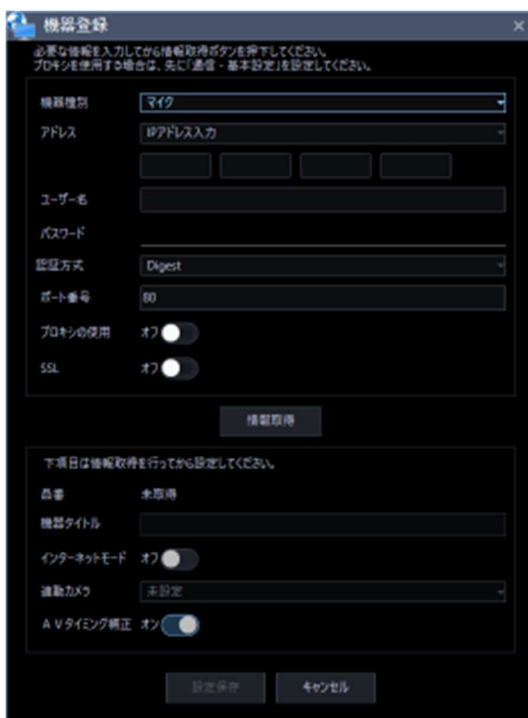 機器登録
必要な情報を入力してから情報取得ボタンを押下してください。
プロキシを使用する場合は、先に「通信・基本設定」を設定してください。
機器種別 マイク
アドレス IPアドレス入力
ユーザー名
パスワード
認証方式 Digest
ポート番号 80
プロキシの使用 オフ
SSL オフ
情報取得
下項目は情報取得を行ってから設定してください。
品番 未取得
機器タイトル
インターネットモード オフ
連動カメラ 未設定
AVタイミング補正 オン
設定保存 キャンセル